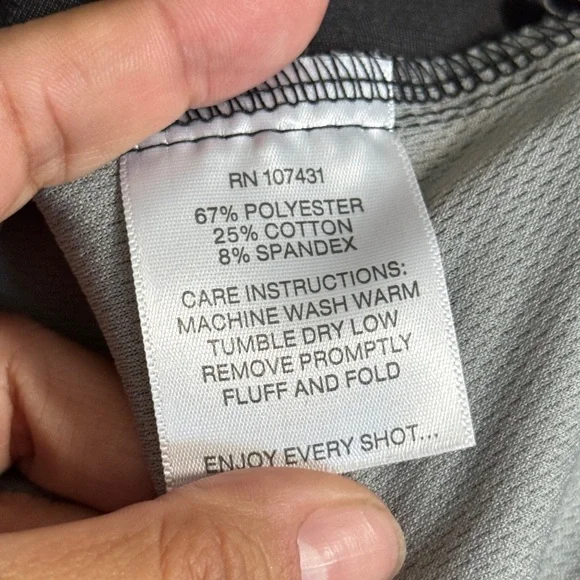 RN 107431
67% POLYESTER
25% COTTON
8% SPANDEX
CARE INSTRUCTIONS:
MACHINE WASH WARM
TUMBLE DRY LOW
REMOVE PROMPTLY
FLUFF AND FOLD
ENJOY EVERY SHOT...